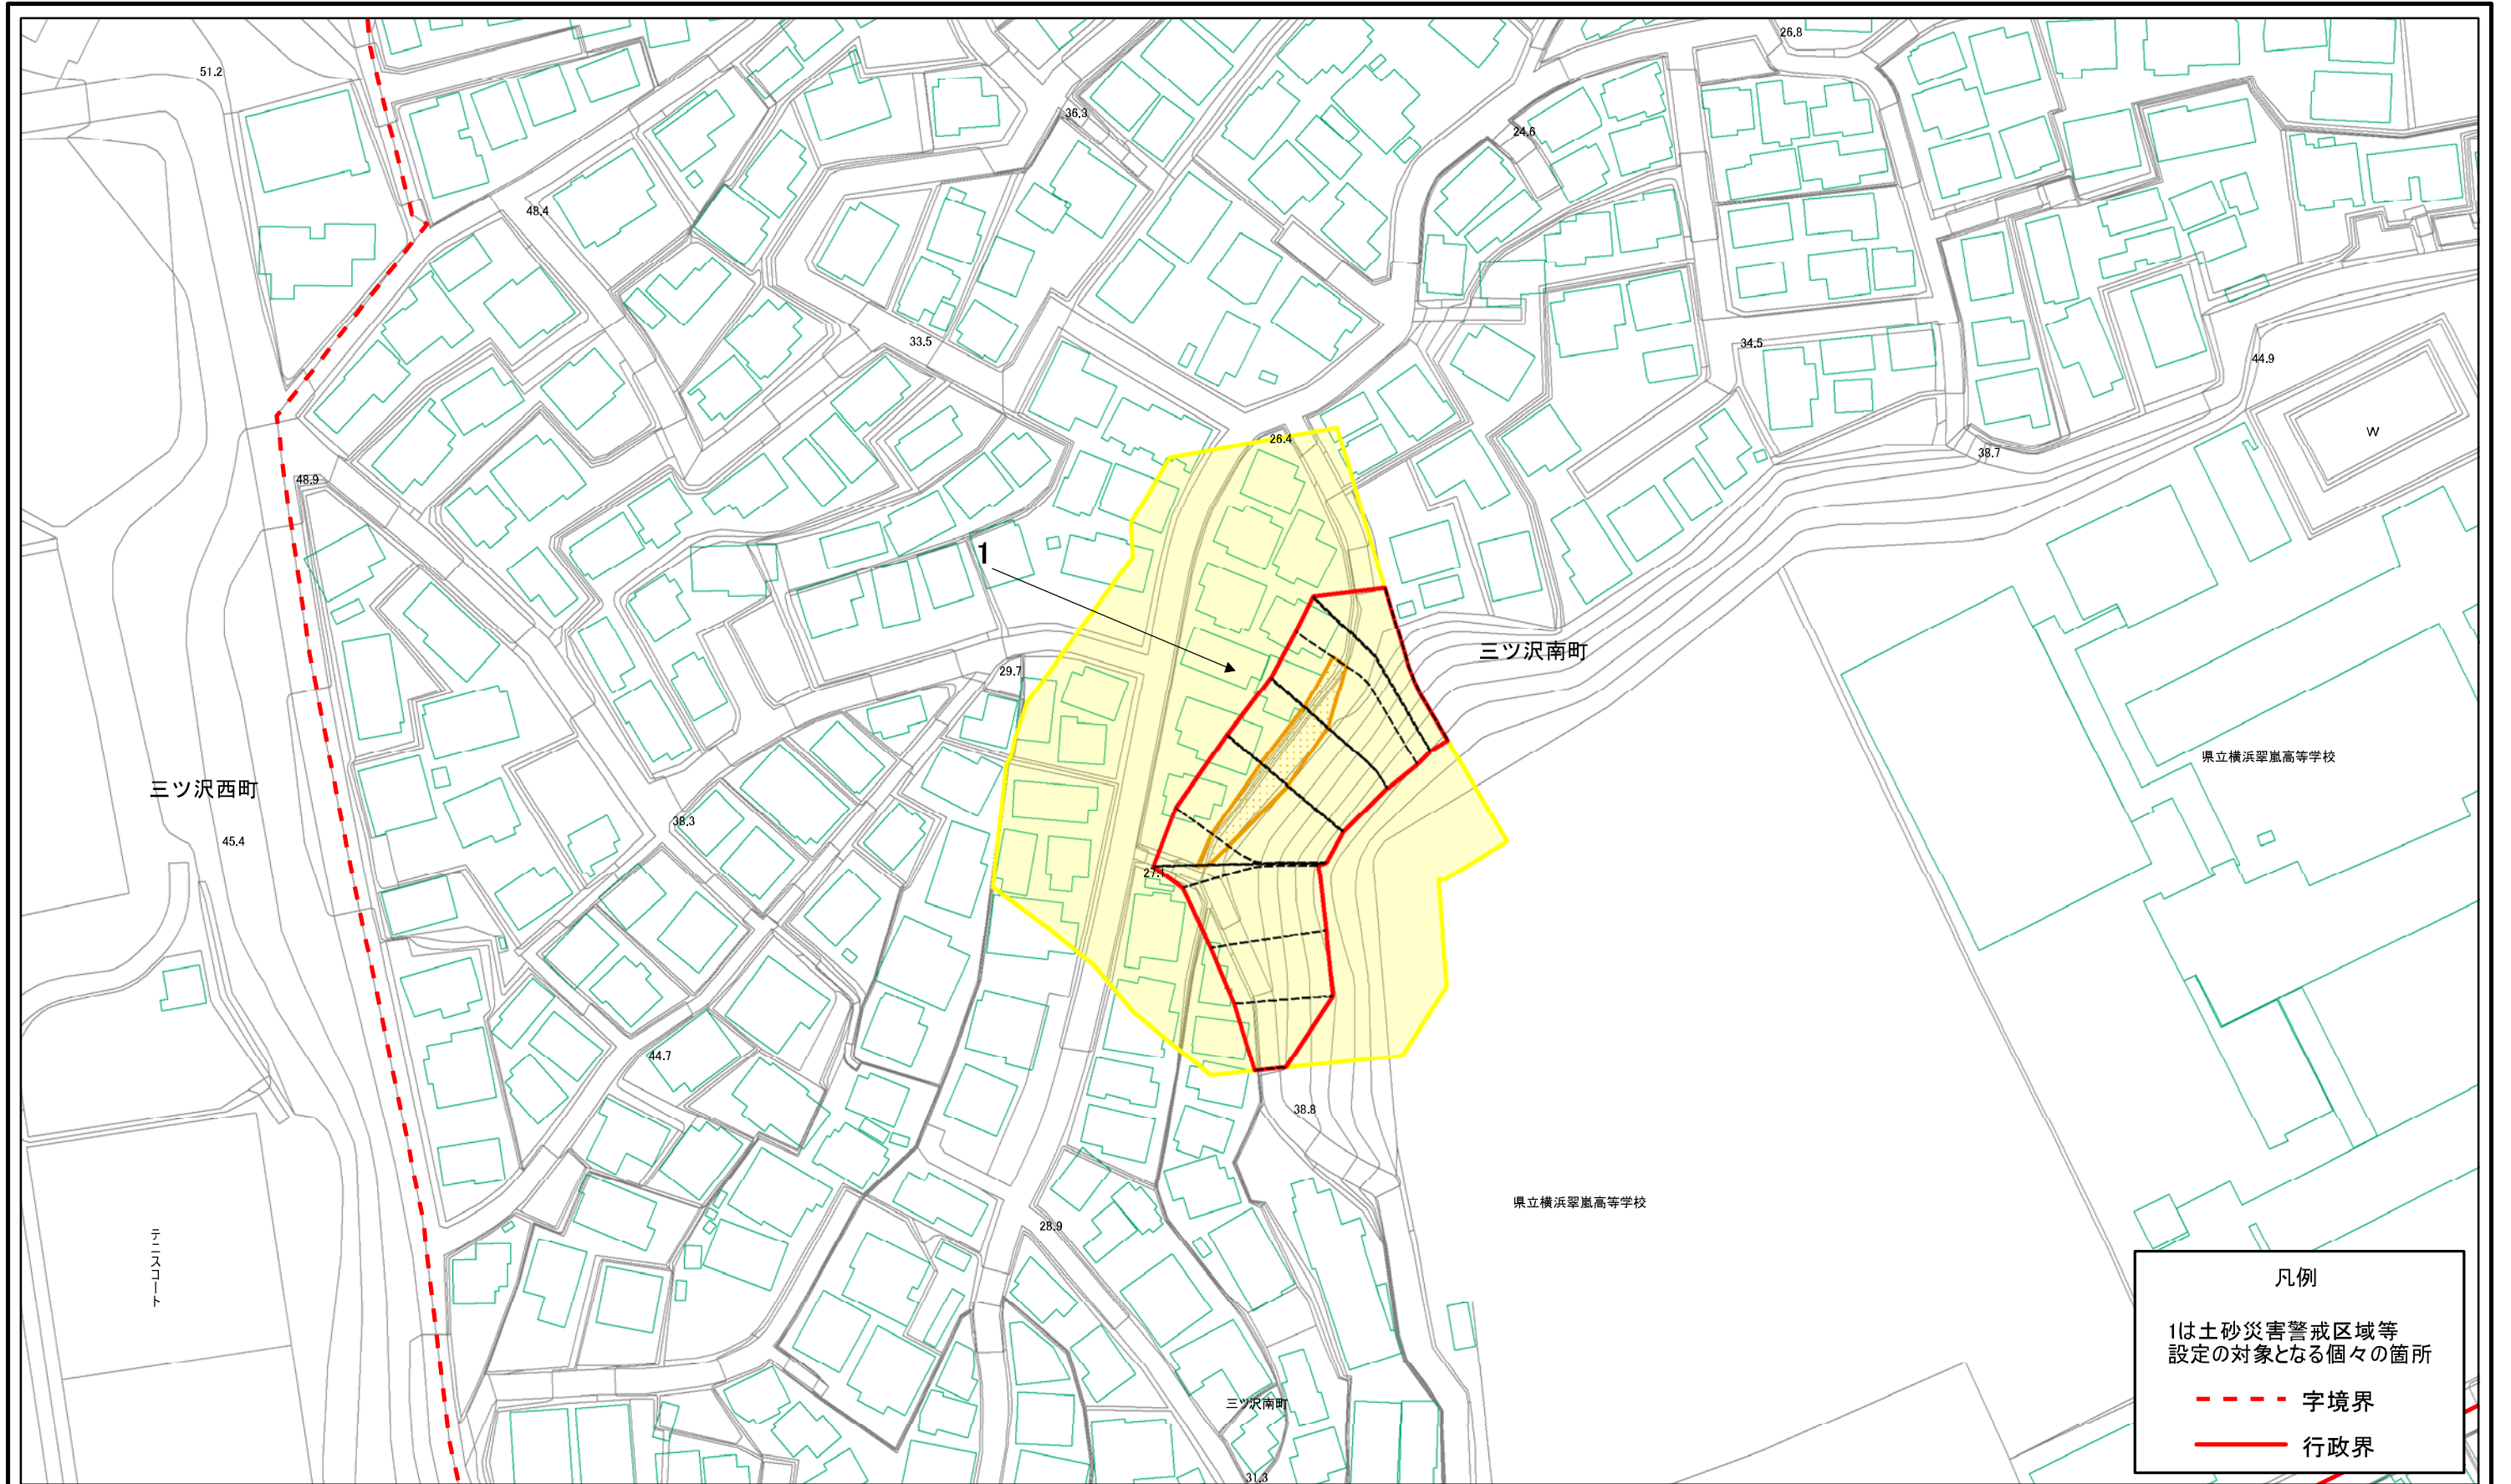 26.8
51.2
36.3
24.6
48.4
33.5
34.5
44.9
26.4
W
38.7
48.9
1
三ツ沢南町
29.7
県立横浜翠嵐高等学校
三ツ沢西町
38.3
45.4
27.1
44.7
38.8
県立横浜翠嵐高等学校
28.9
テニスコート
凡例
1は土砂災害警戒区域等
設定の対象となる個々の箇所
字境界
行政界
三ツ沢南町
31.3